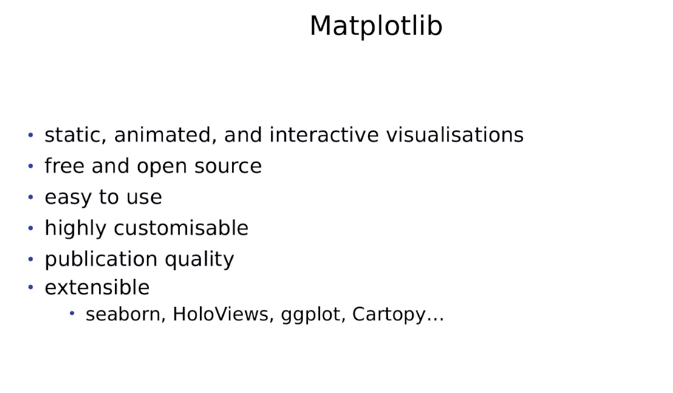 Matplotlib
• static, animated, and interactive visualisations
• free and open source
• easy to use
• highly customisable
• publication quality
• extensible
• seaborn, HoloViews, ggplot, Cartopy...